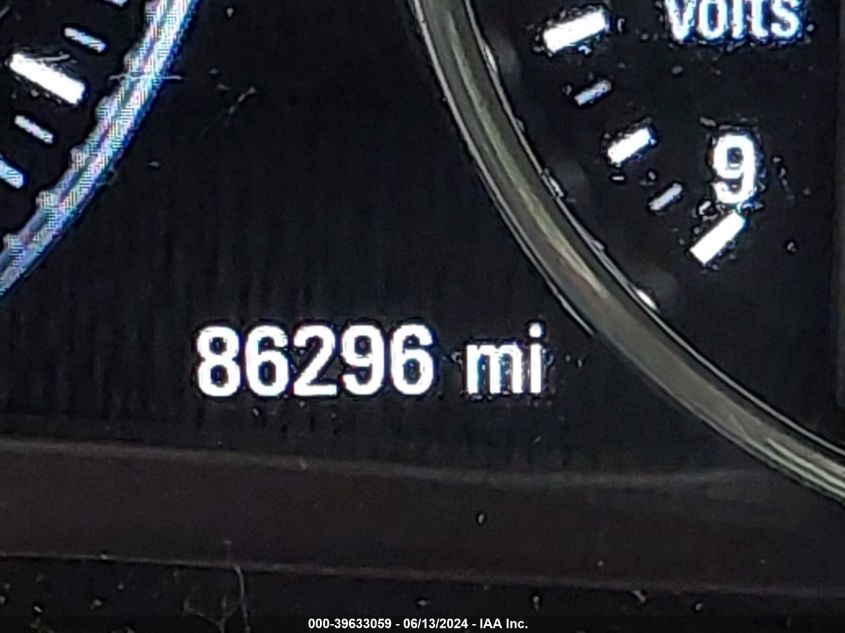 volts
9
86296 mi
000-39633059 - 06/13/2024 - IAA Inc.